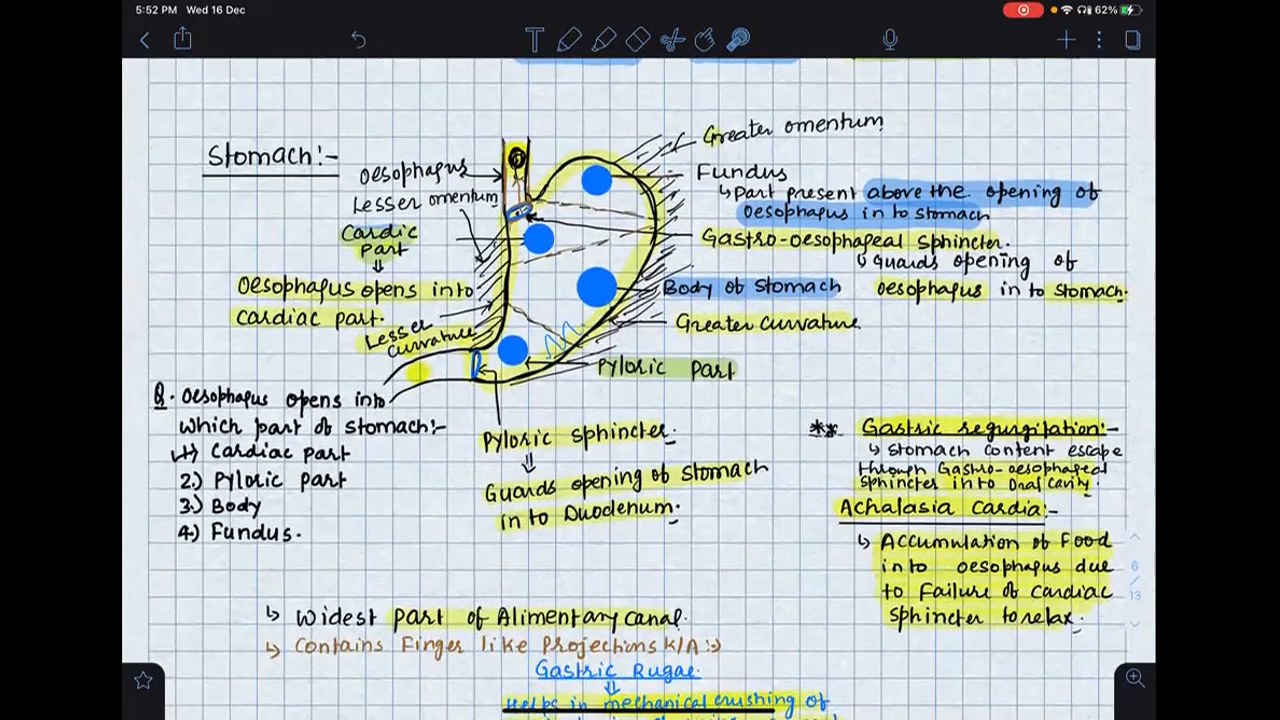 5:52 PM Wed 16 Dec
62%
Stomach:-
Oesophagus
Lesser omentum
Cardic
Part
⇓
Oesophagus opens into
cardiac part.
Lesser
curvature
Greater omentum
Fundus
↳ Part present above the opening of
oesophagus in to stomach
Gastro-oesophageal Sphincter.
↳ Guards opening of
oesophagus in to stomach.
Body of Stomach
Greater curvature
Pyloric Part
Pyloric sphincter.
⇓
Guards opening of Stomach
in to Duodenum.
Q. Oesophagus opens into
which part of stomach:-
1) Cardiac part
2.) Pyloric part
3.) Body
4.) Fundus.
** Gastric regurgitation:-
↳ Stomach content escape
through Gastro-oesophageal
Sphincter into Oral cavity.
Achalasia Cardia:-
↳ Accumulation of Food
into oesophagus due
to Failure of cardiac
Sphincter to relax.
6
/
13
↳ Widest part of Alimentary canal.
↳ Contains Finger like Projections K/A :→
Gastric Rugae.
⇓
Helps in mechanical crushing of